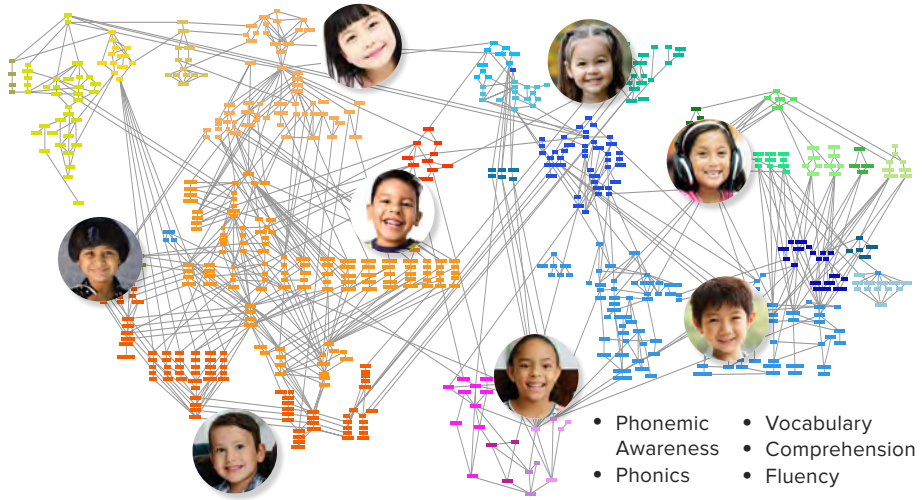 • Phonemic
Awareness
• Phonics
• Vocabulary
• Comprehension
• Fluency